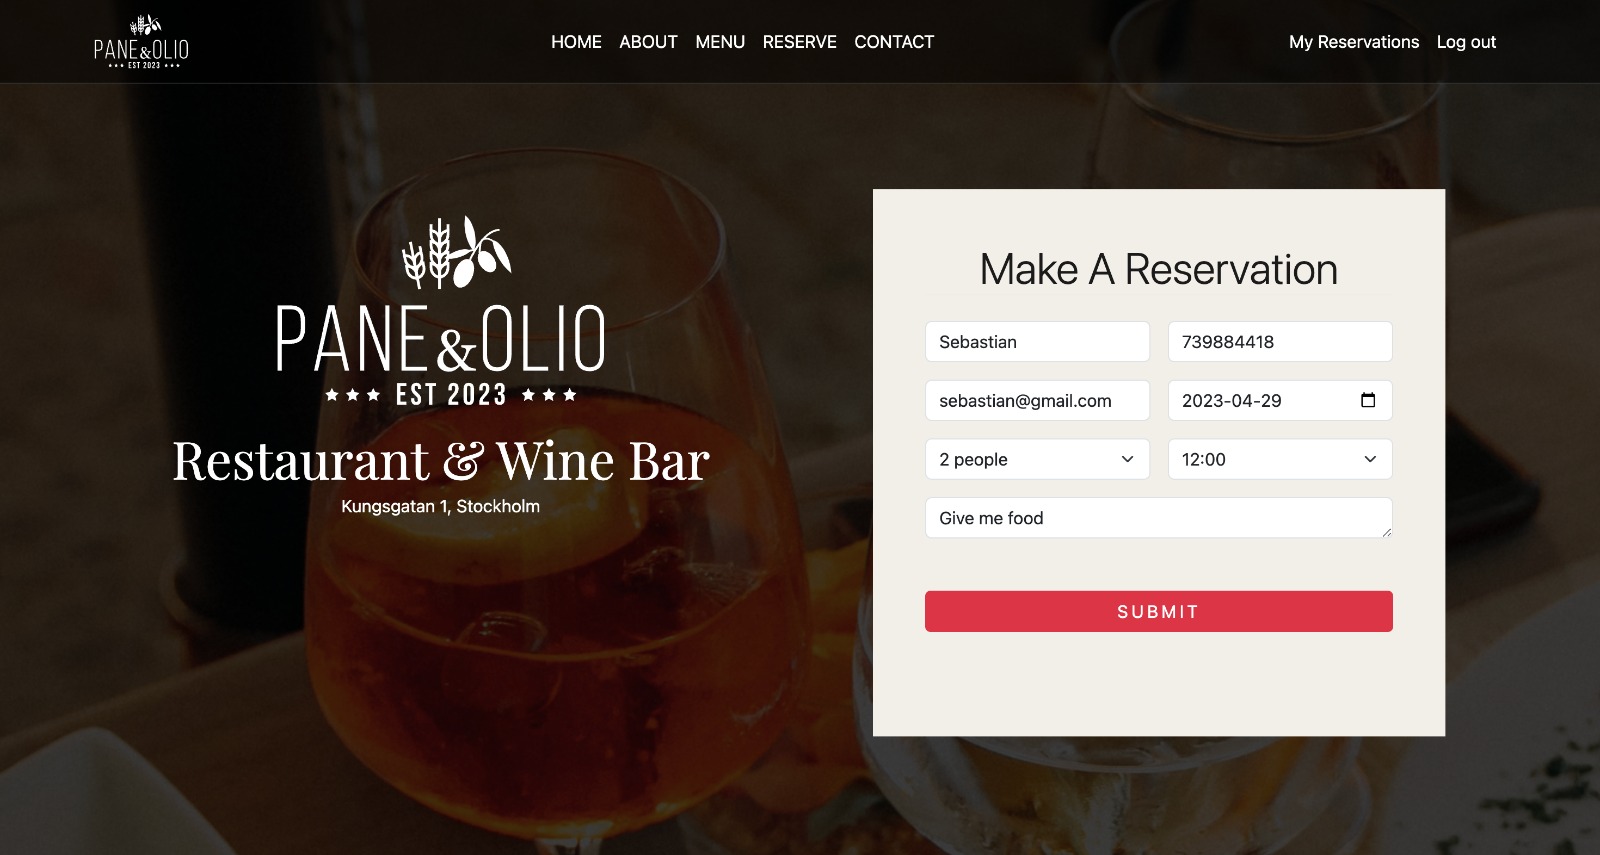 PANE&OLIO
EST 2023
HOME ABOUT MENU RESERVE CONTACT
My Reservations Log out
PANE&OLIO
EST 2023
Restaurant & Wine Bar
Kungsgatan 1, Stockholm
Make A Reservation
Sebastian 739884418
sebastian@gmail.com 2023-04-29
2 people 12:00
Give me food
SUBMIT